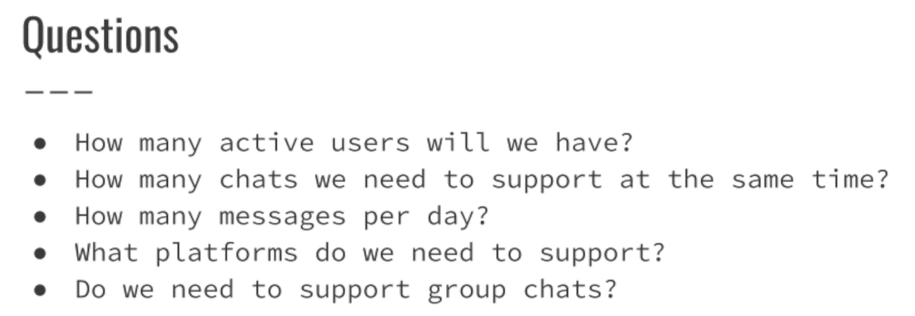 Questions
---
● How many active users will we have?
● How many chats we need to support at the same time?
● How many messages per day?
● What platforms do we need to support?
● Do we need to support group chats?